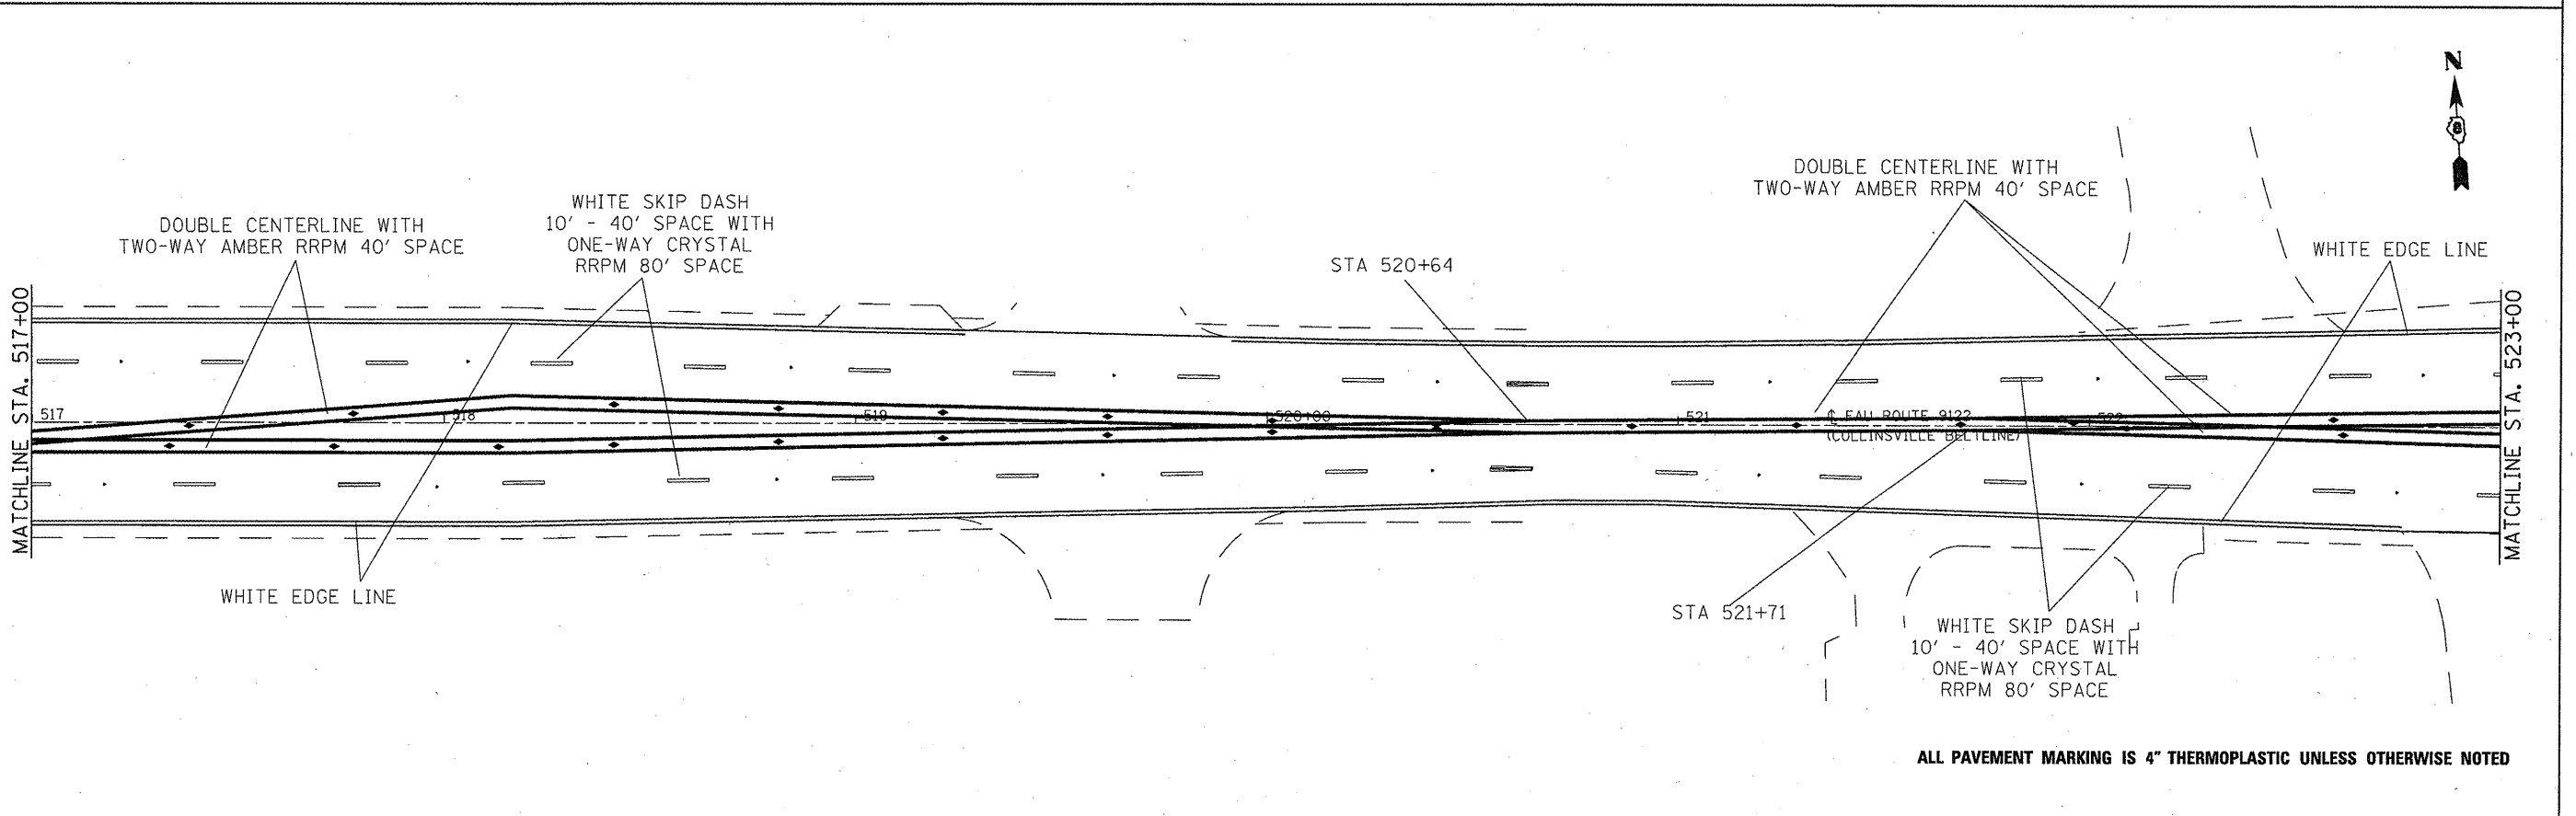 N
DOUBLE CENTERLINE WITH
TWO-WAY AMBER RRPM 40' SPACE
WHITE SKIP DASH
10' - 40' SPACE WITH
ONE-WAY CRYSTAL
RRPM 80' SPACE
STA 520+64
DOUBLE CENTERLINE WITH
TWO-WAY AMBER RRPM 40' SPACE
WHITE EDGE LINE
MATCHLINE STA. 517+00
517
518
519
520+00
521
℄ FAU ROUTE 9122
(COLLINSVILLE BELTLINE)
522
MATCHLINE STA. 523+00
WHITE EDGE LINE
STA 521+71
WHITE SKIP DASH
10' - 40' SPACE WITH
ONE-WAY CRYSTAL
RRPM 80' SPACE
ALL PAVEMENT MARKING IS 4" THERMOPLASTIC UNLESS OTHERWISE NOTED